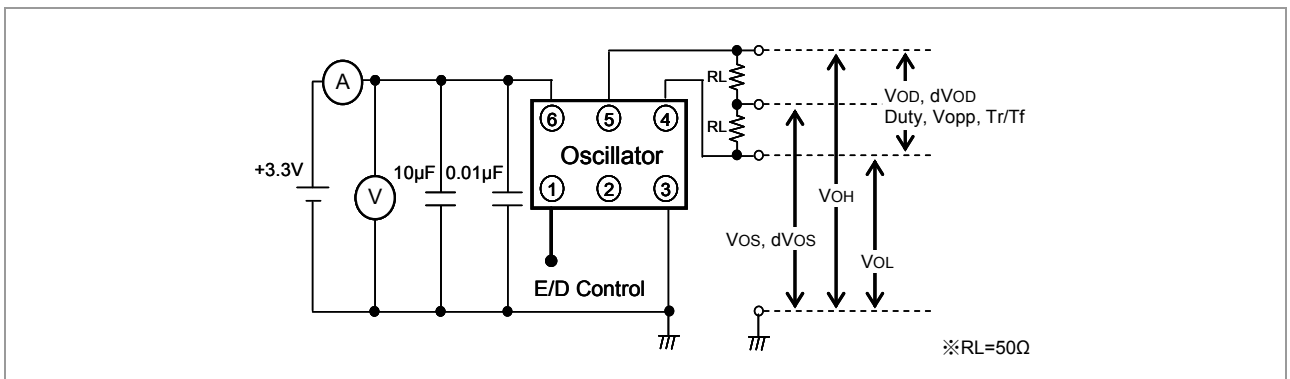 A
RL
VOD, dVOD
Duty, Vopp, Tr/Tf
6 5 4
RL
Oscillator
+3.3V
10µF 0.01µF
V
1 2 3
VOH
VOS, dVOS
VOL
E/D Control
※RL=50Ω